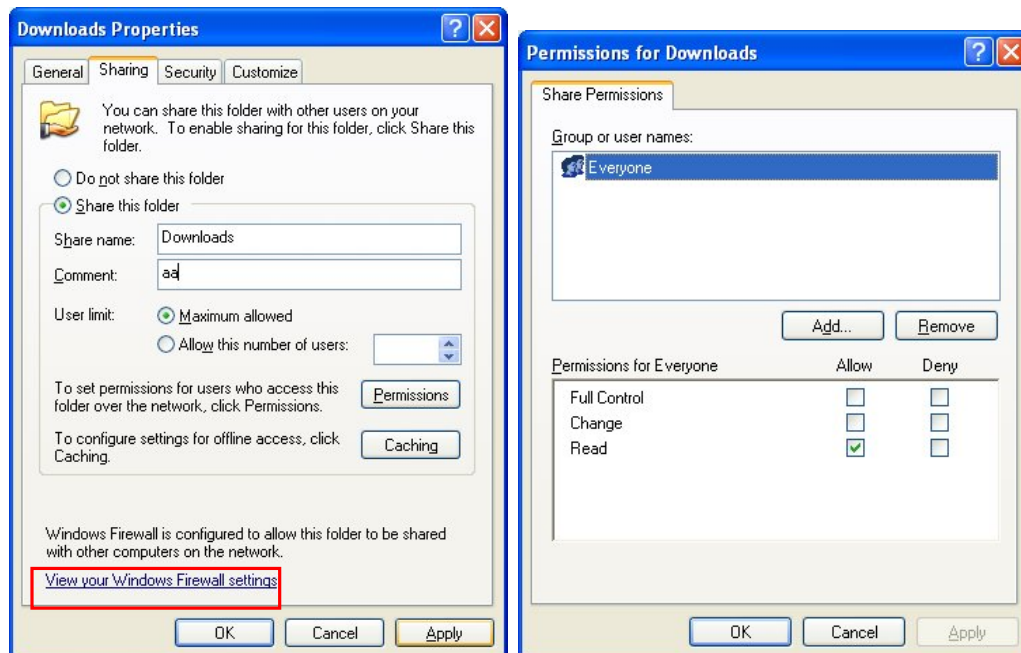 Downloads Properties
General Sharing Security Customize
You can share this folder with other users on your
network. To enable sharing for this folder, click Share this
folder.
Do not share this folder
Share this folder
Share name: Downloads
Comment: aa
User limit: Maximum allowed
Allow this number of users:
To set permissions for users who access this
folder over the network, click Permissions.
Permissions
To configure settings for offline access, click
Caching.
Caching
Windows Firewall is configured to allow this folder to be shared
with other computers on the network.
View your Windows Firewall settings
OK Cancel Apply
Permissions for Downloads
Share Permissions
Group or user names:
Everyone
Add... Remove
Permissions for Everyone Allow Deny
Full Control
Change
Read
OK Cancel Apply